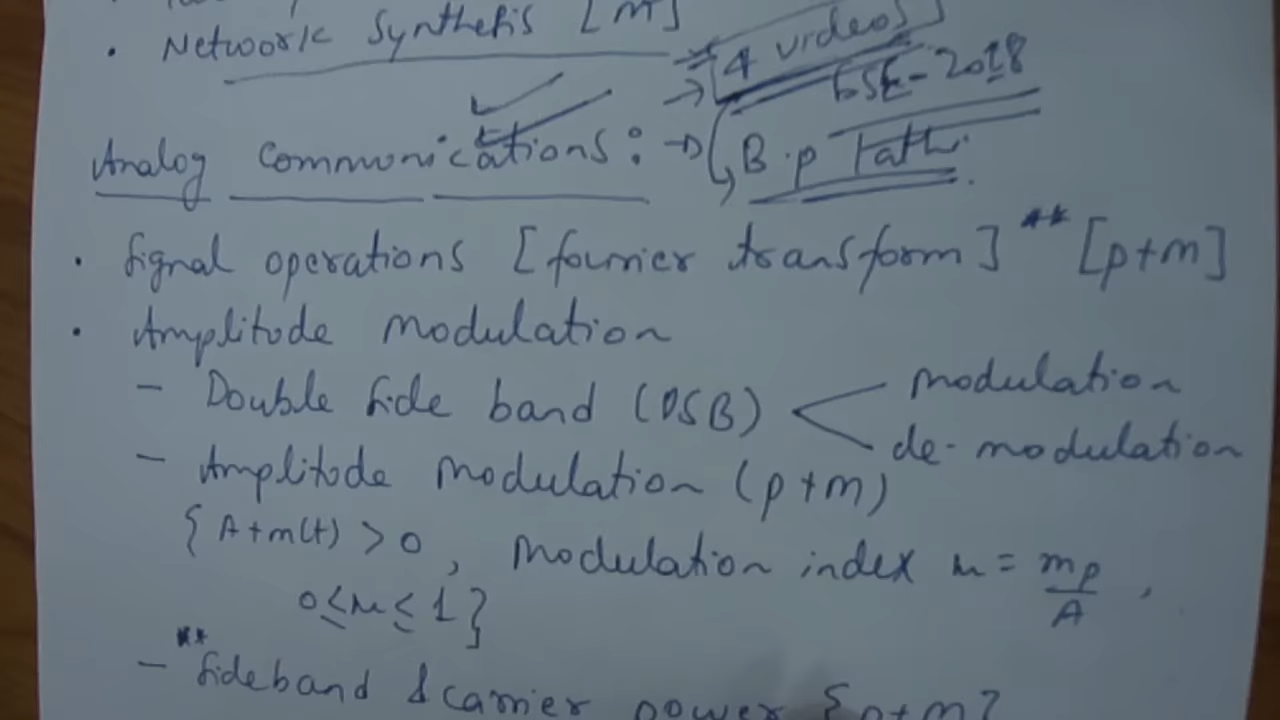 • Network Synthesis [m]
→ [4 videos]
ESE-2018
Analog Communications: → B.P Lathi.
• Signal operations [fourier transform] ** [p+m]
• Amplitude modulation
- Double side band (DSB) < modulation
de-modulation
- Amplitude modulation (p+m)
{A+m(t) > 0, modulation index μ = mp/A,
0≤μ≤1}
** - Sideband & carrier power {p+m}